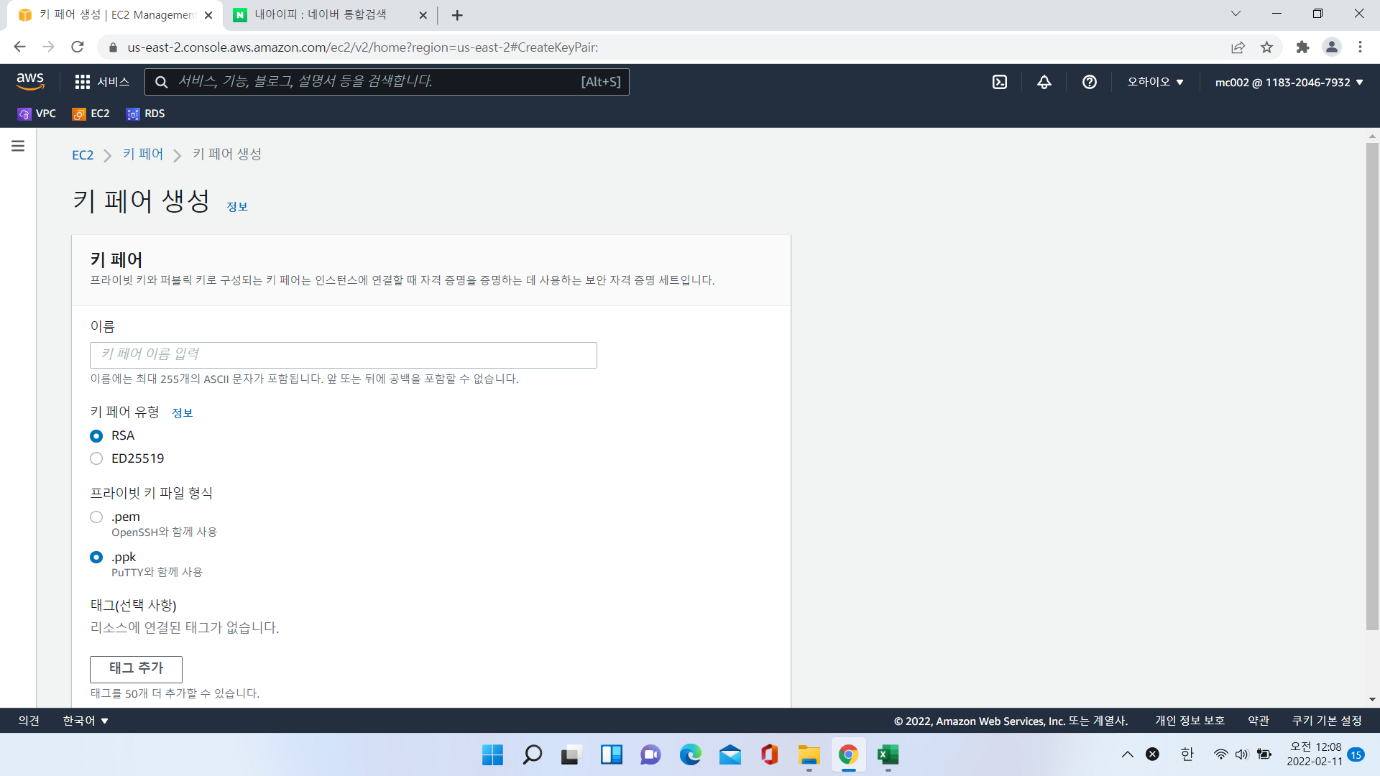 키 페어 생성 | EC2 Managemen
내아이피 : 네이버 통합검색
us-east-2.console.aws.amazon.com/ec2/v2/home?region=us-east-2#CreateKeyPair:
aws
서비스
서비스, 기능, 블로그, 설명서 등을 검색합니다.
[Alt+S]
오하이오 ▼
mc002 @ 1183-2046-7932 ▼
VPC
EC2
RDS
EC2 > 키 페어 > 키 페어 생성
키 페어 생성 정보
키 페어
프라이빗 키와 퍼블릭 키로 구성되는 키 페어는 인스턴스에 연결할 때 자격 증명을 증명하는 데 사용하는 보안 자격 증명 세트입니다.
이름
키 페어 이름 입력
이름에는 최대 255개의 ASCII 문자가 포함됩니다. 앞 또는 뒤에 공백을 포함할 수 없습니다.
키 페어 유형 정보
RSA
ED25519
프라이빗 키 파일 형식
.pem
OpenSSH와 함께 사용
.ppk
PuTTY와 함께 사용
태그(선택 사항)
리소스에 연결된 태그가 없습니다.
태그 추가
태그를 50개 더 추가할 수 있습니다.
의견
한국어 ▼
© 2022, Amazon Web Services, Inc. 또는 계열사.
개인 정보 보호
약관
쿠키 기본 설정
한
오전 12:08
2022-02-11
15